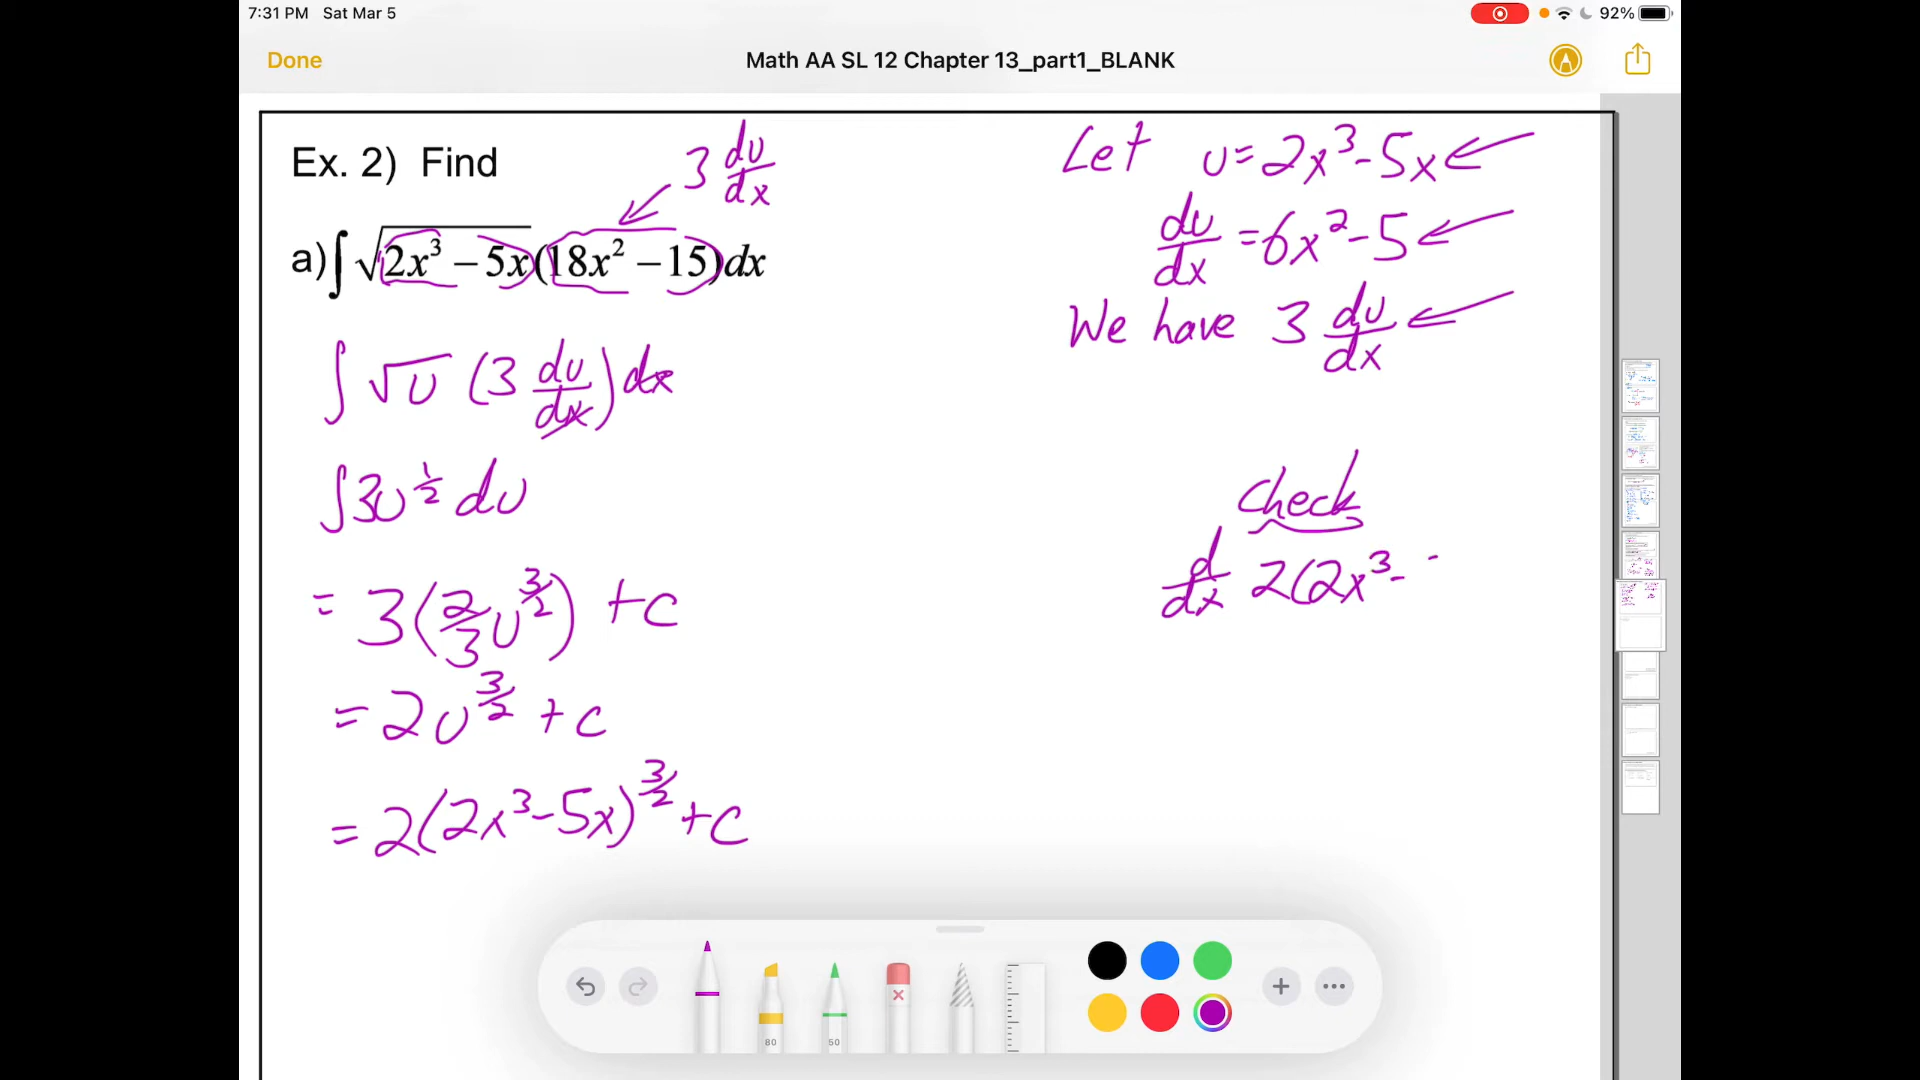 7:31 PM Sat Mar 5
92%
Done
Math AA SL 12 Chapter 13_part1_BLANK
Ex. 2) Find
3 du/dx
a) ∫ √(2x³ – 5x) (18x² – 15)dx
∫ √u (3 du/dx) dx
∫3u^½ du
= 3(2/3 u^(3/2)) + c
= 2u^(3/2) + c
= 2(2x³-5x)^(3/2) + c
Let u=2x³-5x
du/dx = 6x²-5
We have 3 du/dx
Check
d/dx 2(2x³-
80
50